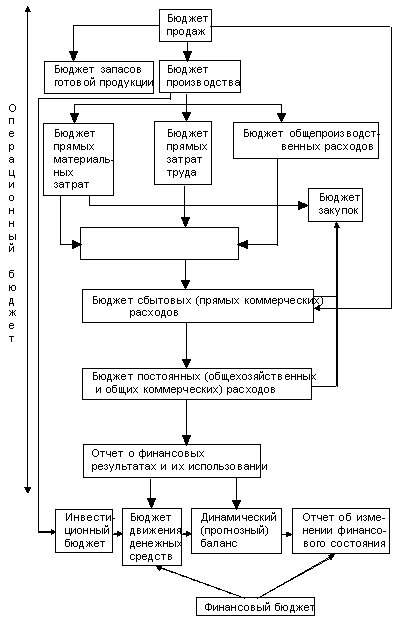 Бюджет
продаж
Бюджет запасов
готовой продукции
Бюджет
производства
Операционный бюджет
Бюджет
прямых
материаль-
ных
затрат
Бюджет
прямых
затрат
труда
Бюджет общепроизводст-
венных расходов
Бюджет
закупок
Бюджет сбытовых (прямых коммерческих)
расходов
Бюджет постоянных (общехозяйственных
и общих коммерческих) расходов
Отчет о финансовых
результатах и их использовании
Инвести-
ционный
бюджет
Бюджет
движения
денежных
средств
Динамический
(прогнозный)
баланс
Отчет об изме-
нении финансо-
вого состояния
Финансовый бюджет